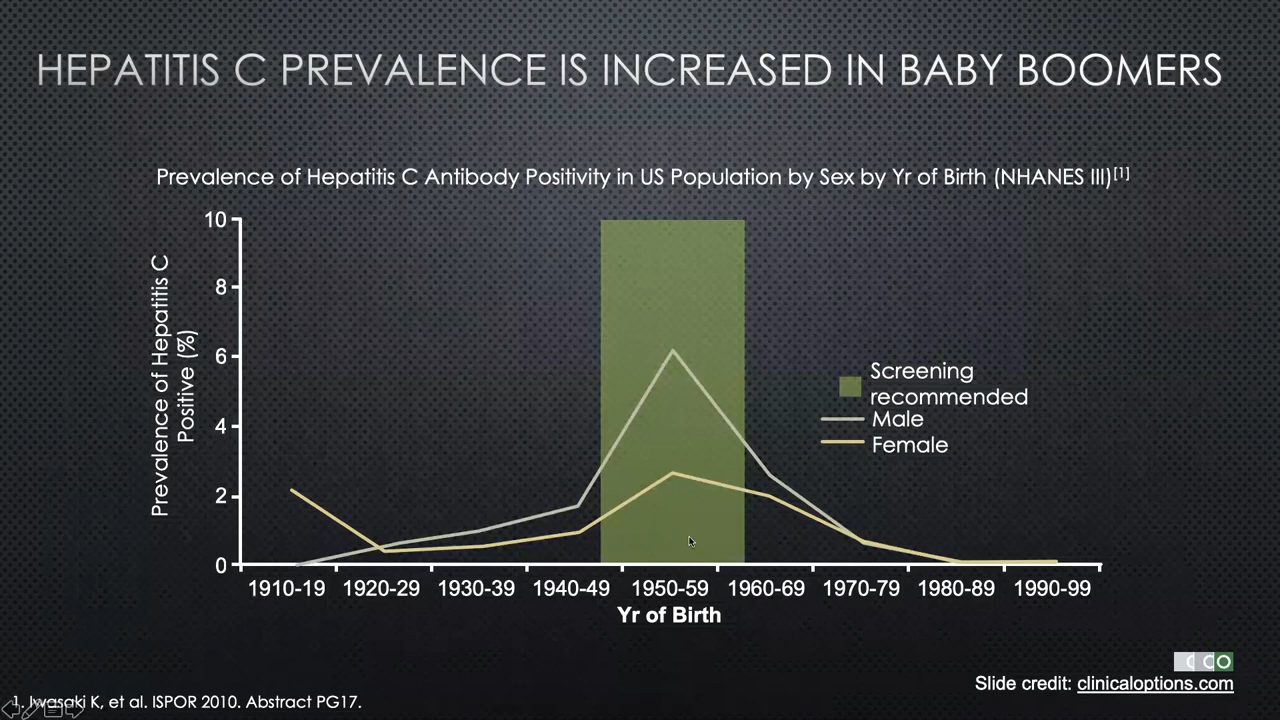 HEPATITIS C PREVALENCE IS INCREASED IN BABY BOOMERS
Prevalence of Hepatitis C Antibody Positivity in US Population by Sex by Yr of Birth (NHANES III)[1]
Prevalence of Hepatitis C
Positive (%)
10
8
6
4
2
0
Screening
recommended
Male
Female
1910-19 1920-29 1930-39 1940-49 1950-59 1960-69 1970-79 1980-89 1990-99
Yr of Birth
CCO
Slide credit: clinicaloptions.com
1. Iwasaki K, et al. ISPOR 2010. Abstract PG17.